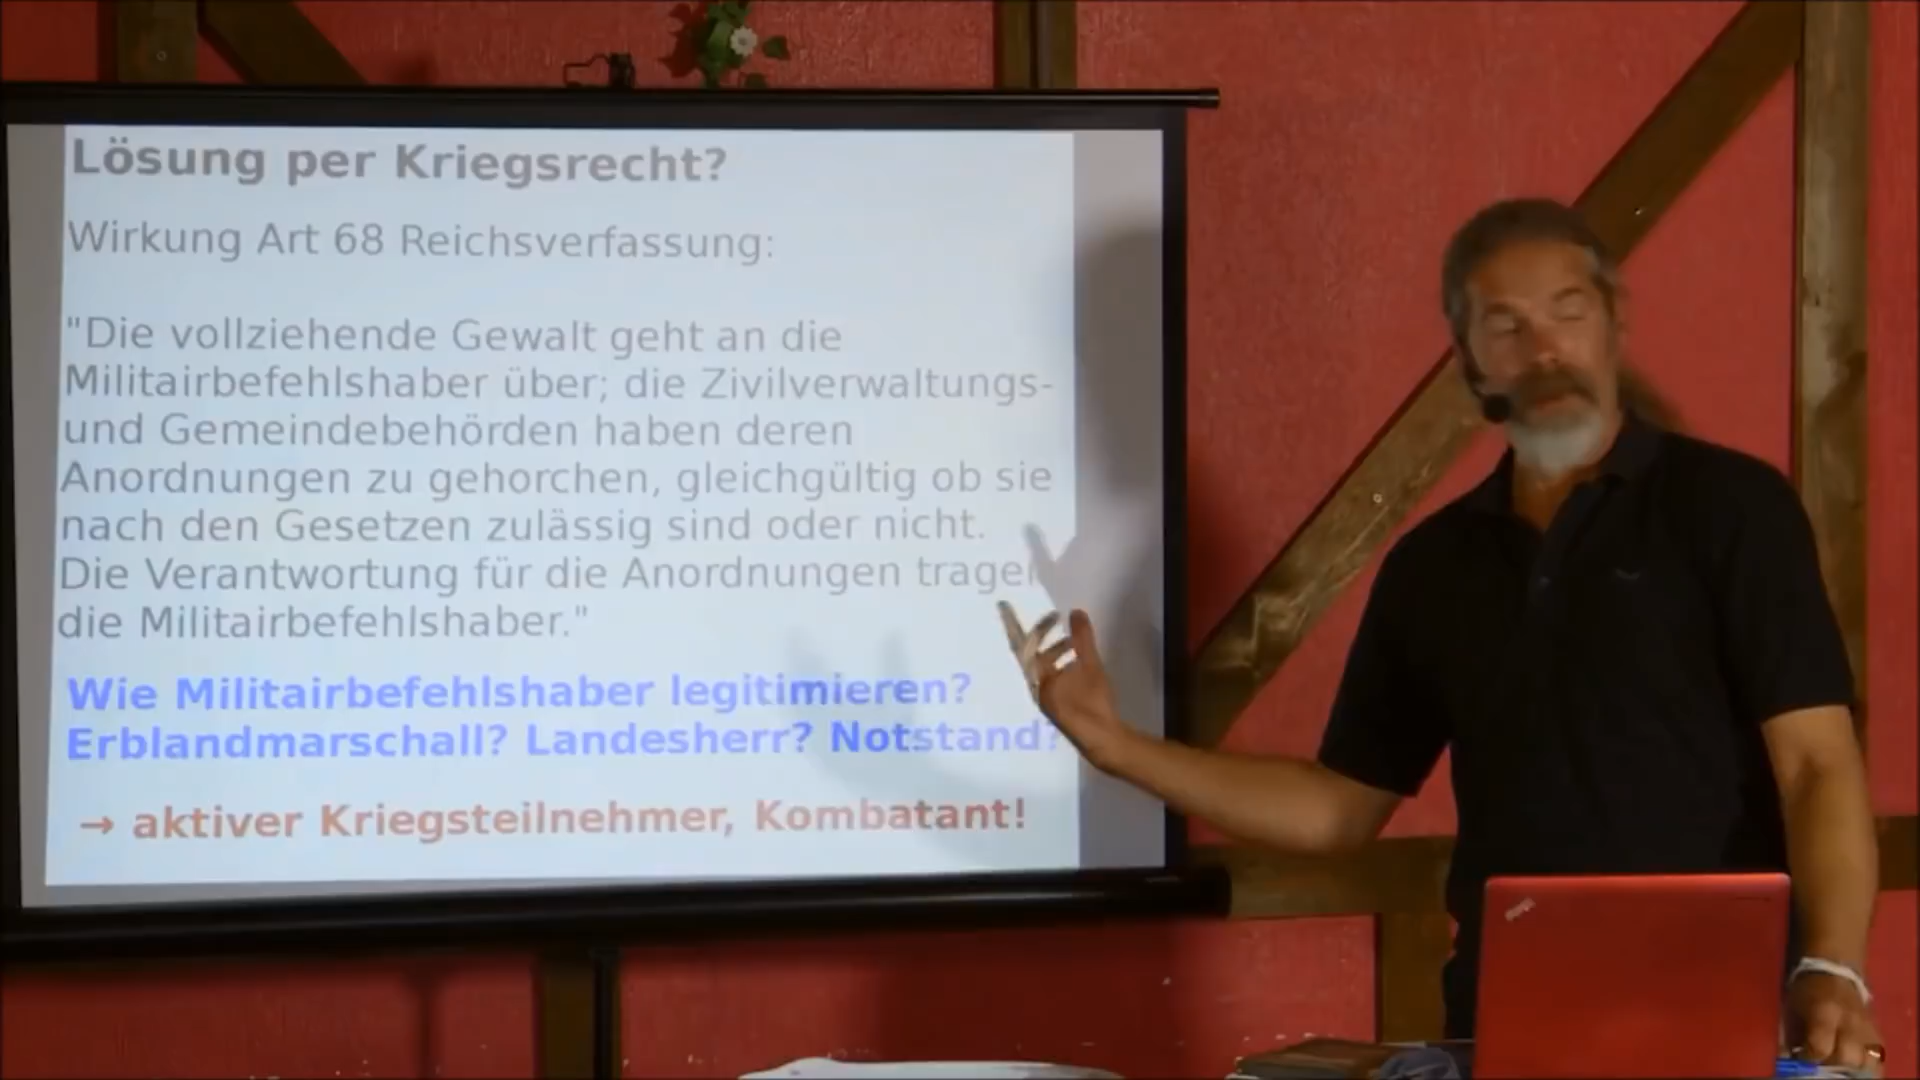 Lösung per Kriegsrecht?
Wirkung Art 68 Reichsverfassung:
"Die vollziehende Gewalt geht an die
Militairbefehlshaber über; die Zivilverwaltungs-
und Gemeindebehörden haben deren
Anordnungen zu gehorchen, gleichgültig ob sie
nach den Gesetzen zulässig sind oder nicht.
Die Verantwortung für die Anordnungen tragen
die Militairbefehlshaber."
Wie Militairbefehlshaber legitimieren?
Erblandmarschall? Landesherr? Notstand?
→ aktiver Kriegsteilnehmer, Kombatant!